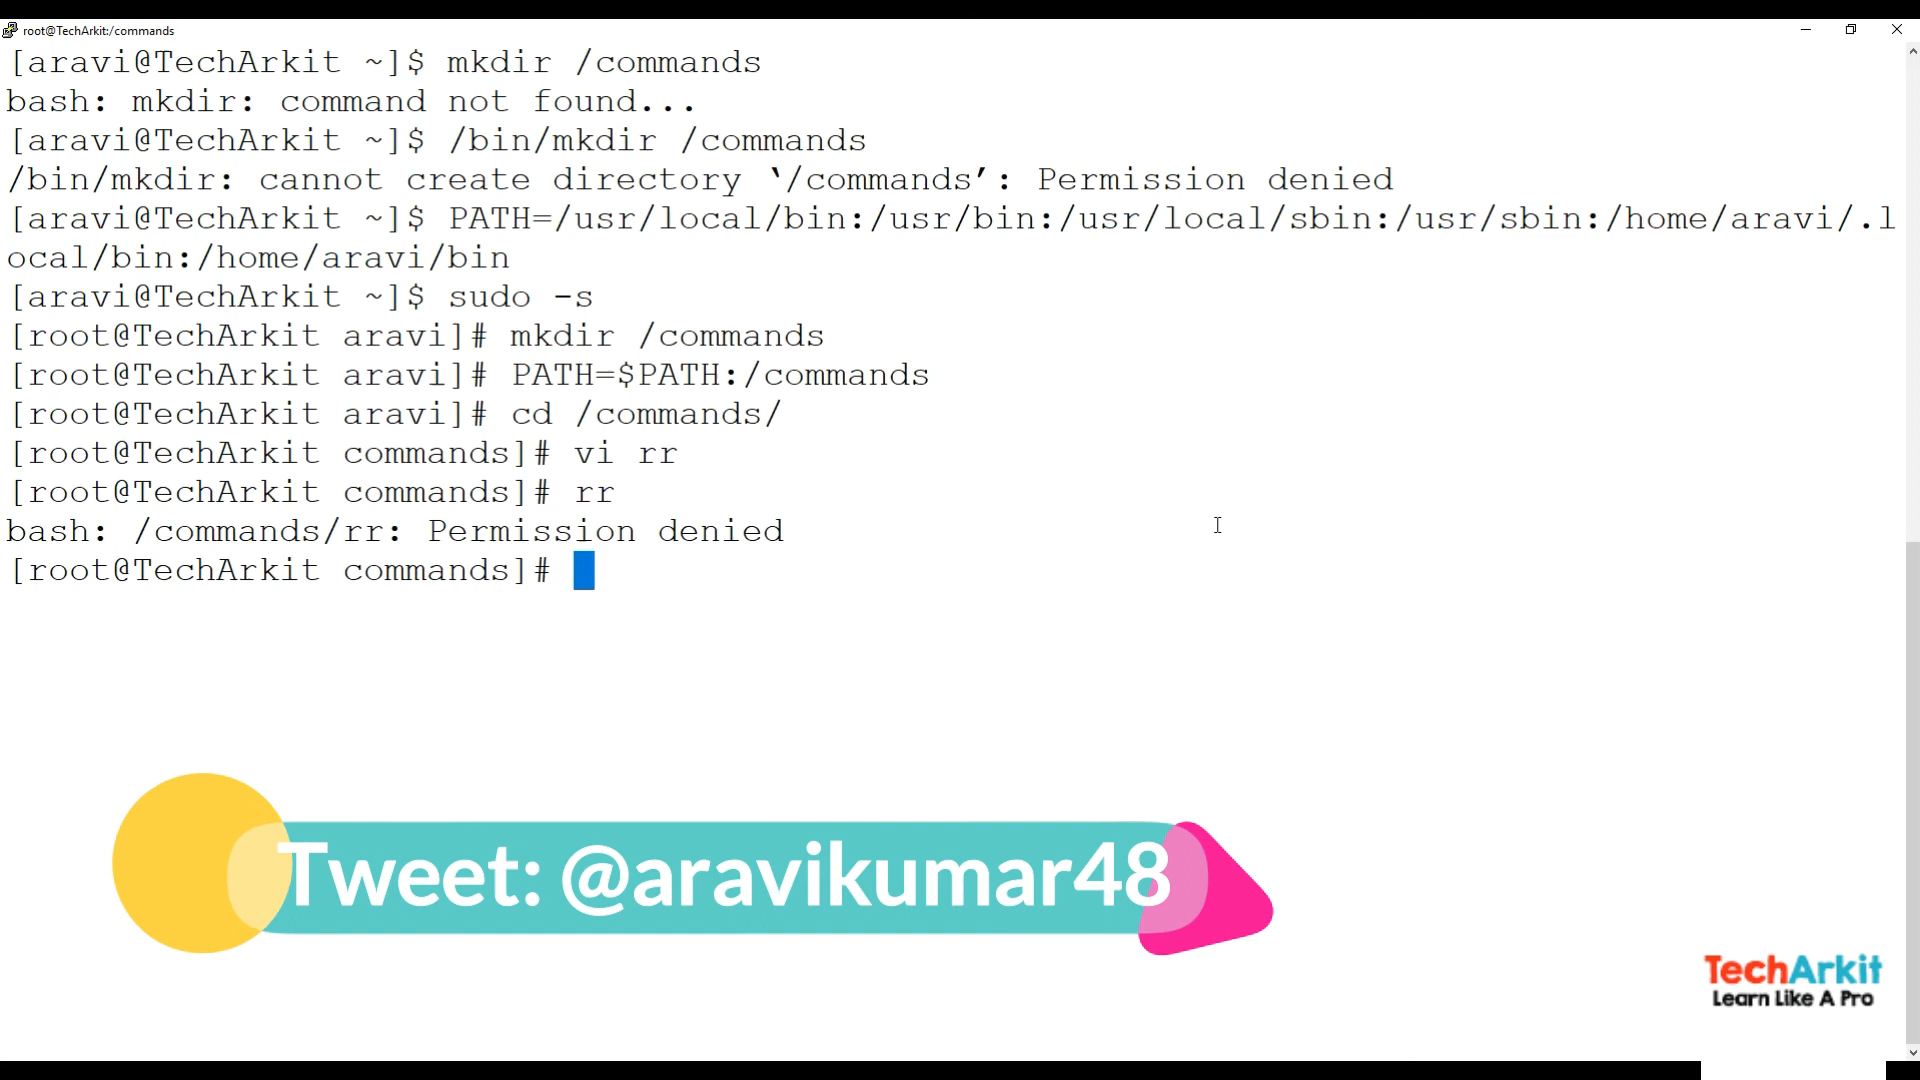 root@TechArkit:/commands
[aravi@TechArkit ~]$ mkdir /commands
bash: mkdir: command not found...
[aravi@TechArkit ~]$ /bin/mkdir /commands
/bin/mkdir: cannot create directory ‘/commands’: Permission denied
[aravi@TechArkit ~]$ PATH=/usr/local/bin:/usr/bin:/usr/local/sbin:/usr/sbin:/home/aravi/.l
ocal/bin:/home/aravi/bin
[aravi@TechArkit ~]$ sudo -s
[root@TechArkit aravi]# mkdir /commands
[root@TechArkit aravi]# PATH=$PATH:/commands
[root@TechArkit aravi]# cd /commands/
[root@TechArkit commands]# vi rr
[root@TechArkit commands]# rr
bash: /commands/rr: Permission denied
[root@TechArkit commands]#
Tweet: @aravikumar48
TechArkit
Learn Like A Pro